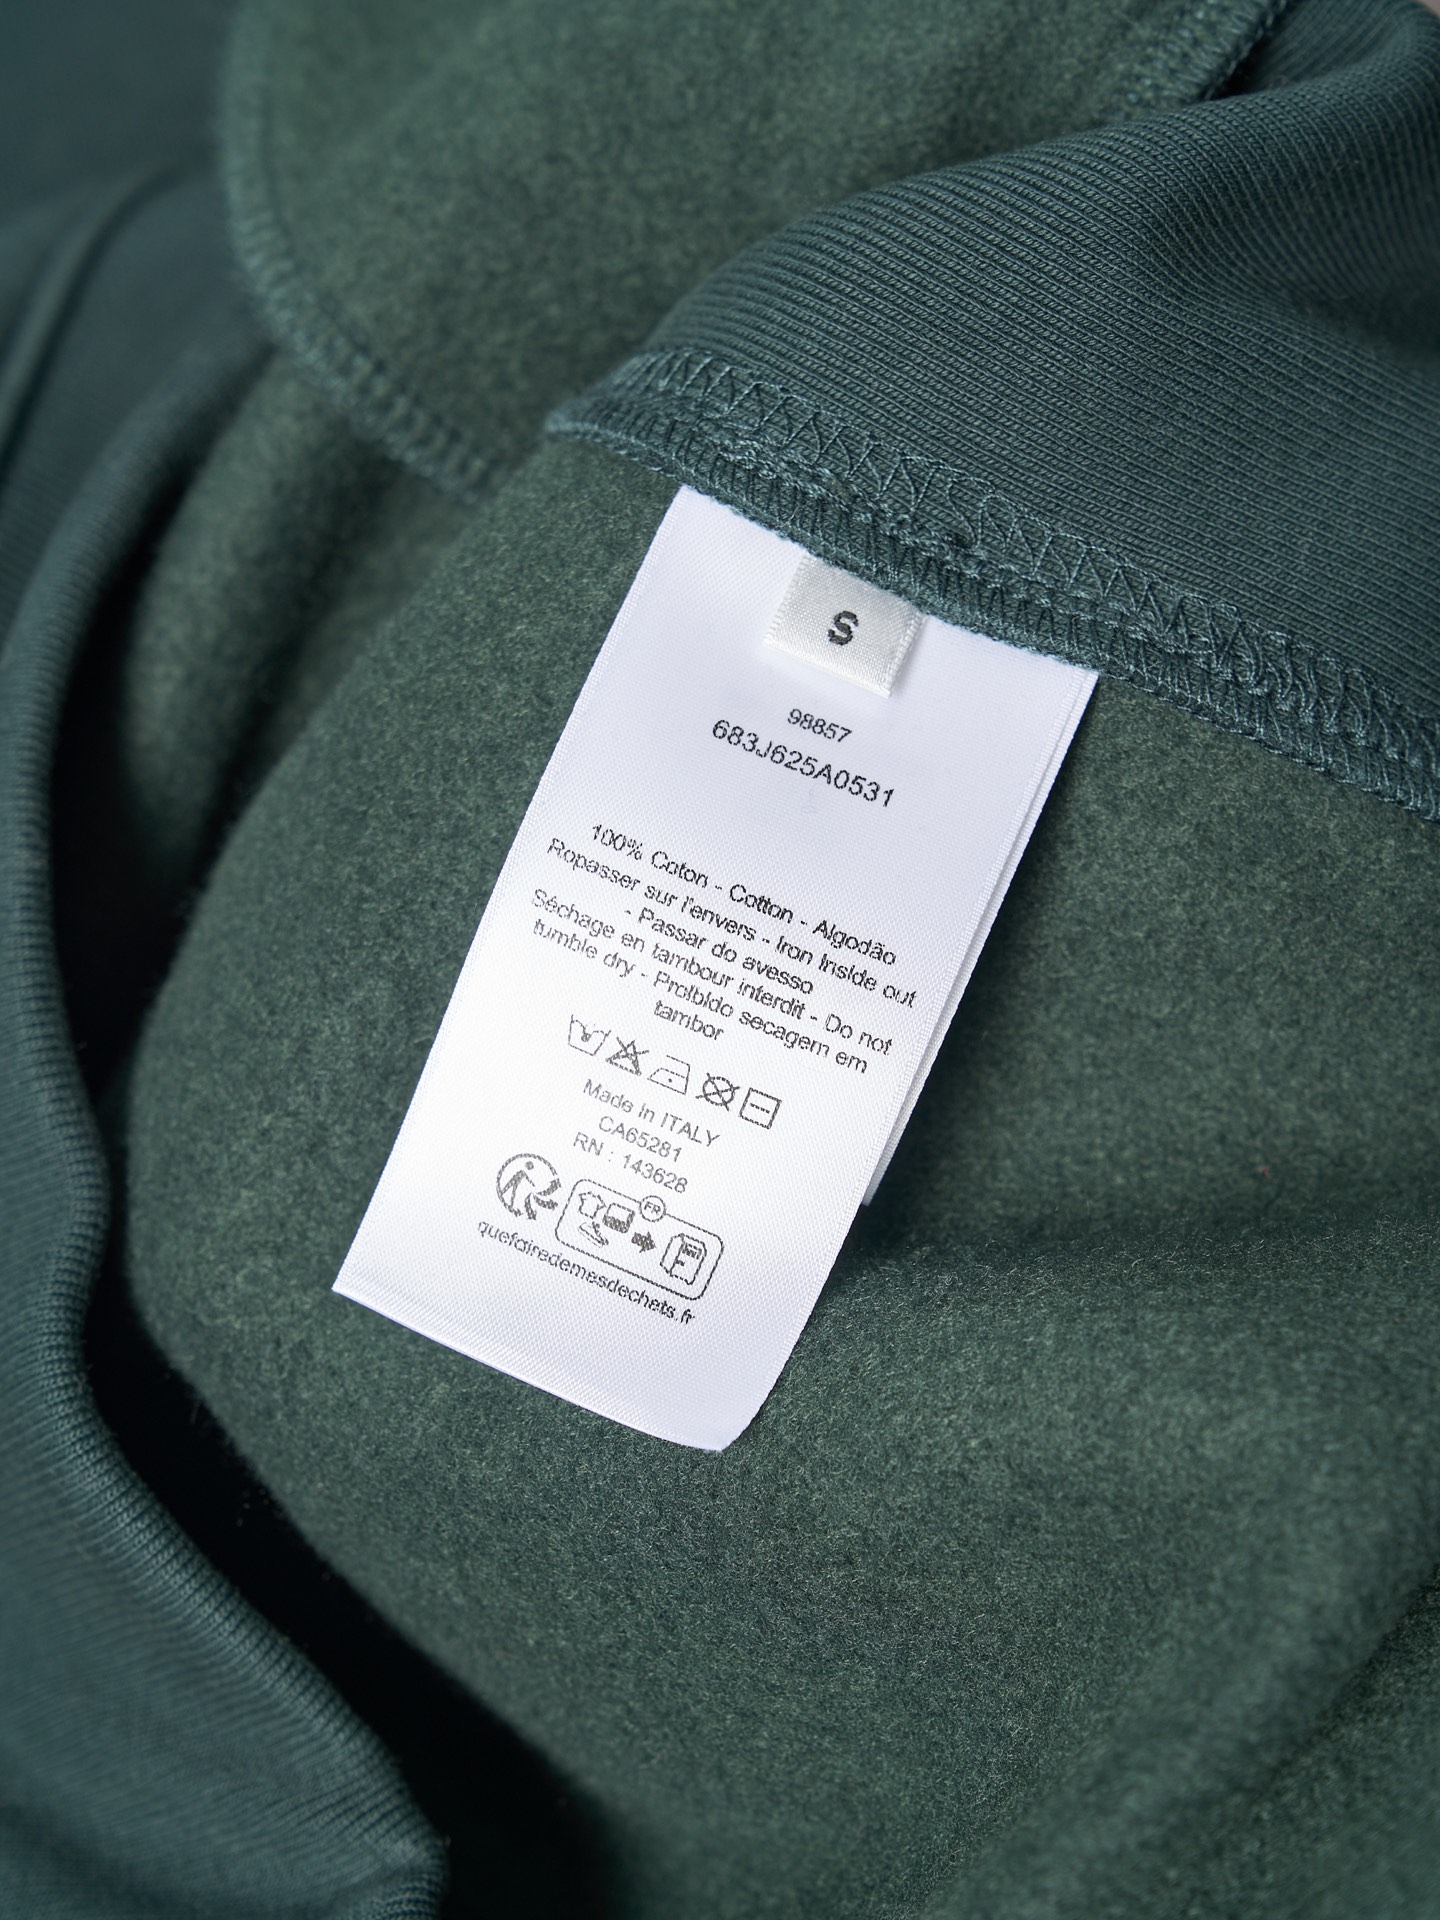 S
98857
683J625A0531
100% Coton - Cotton - Algodão
Ropasser sur l'envers - Iron Inside out
- Passar do avesso
Séchage en tambour interdit - Do not
tumble dry - Proibido secagem em
tambor
Made in ITALY
CA65281
RN : 143628
FR
quefairedemesdechets.fr